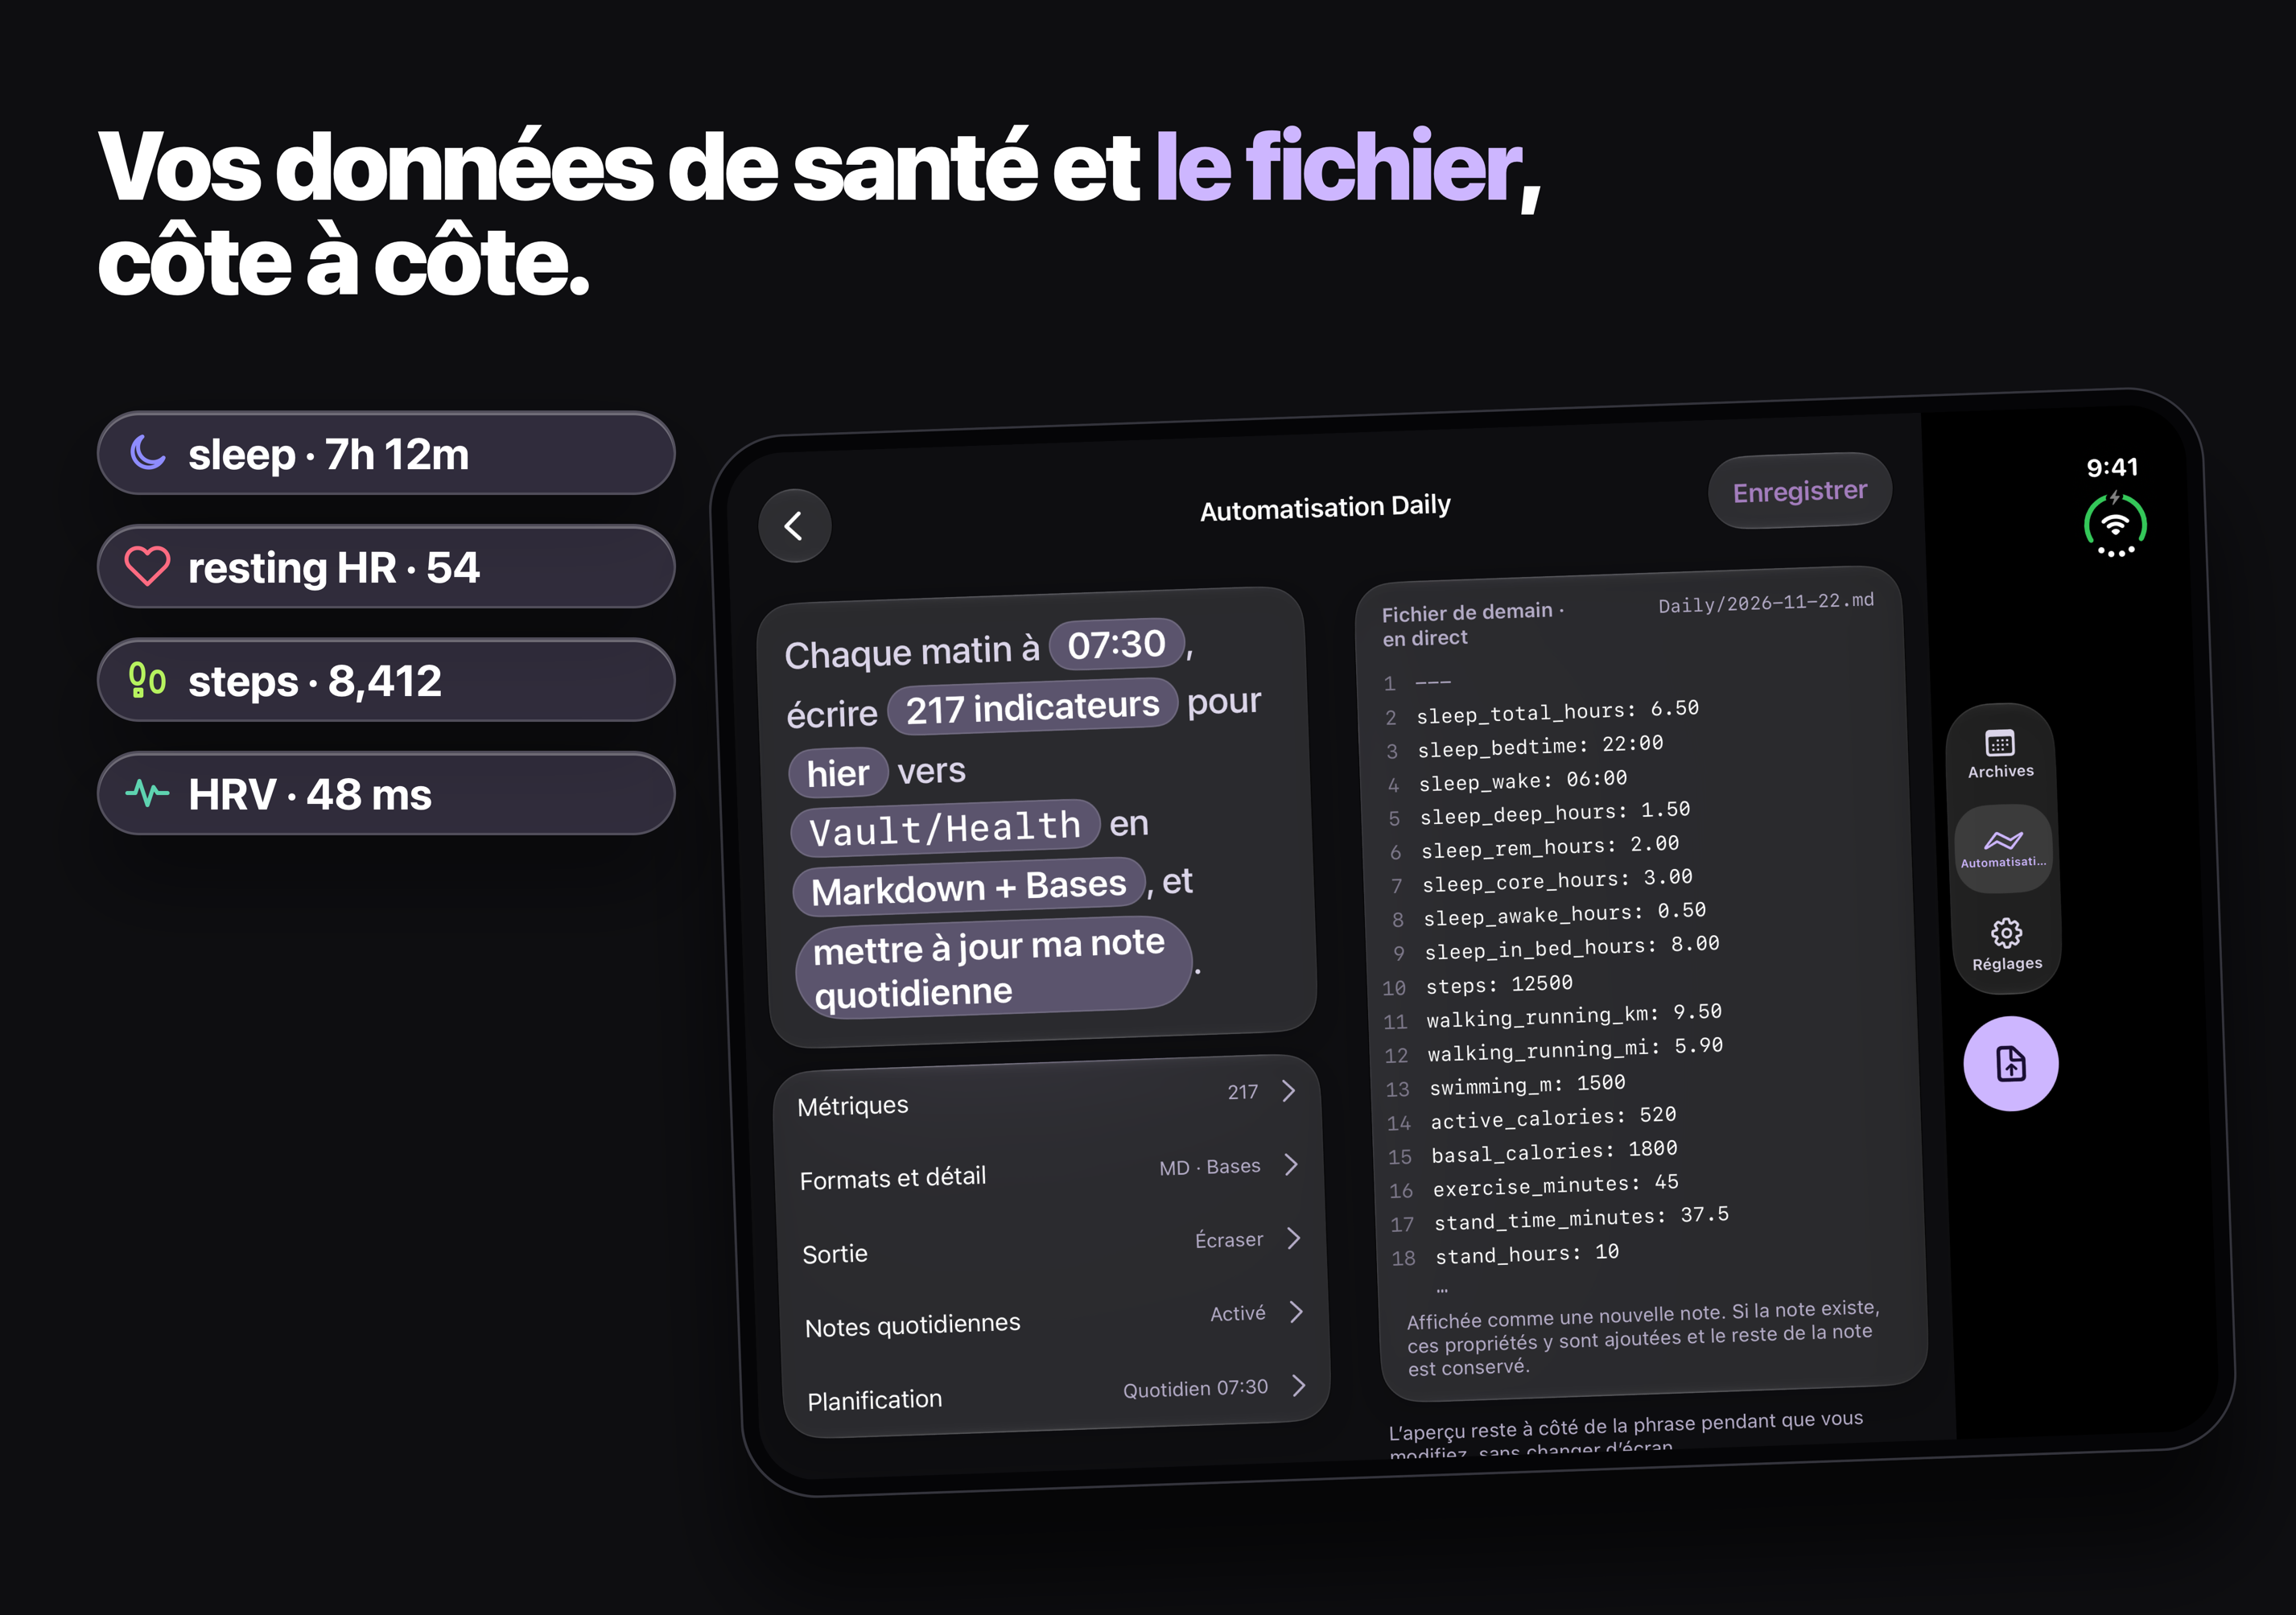 Vos données de santé et le fichier,
côte à côte.
sleep · 7h 12m
resting HR · 54
steps · 8,412
HRV · 48 ms
Automatisation Daily
Enregistrer
9:41
Chaque matin à 07:30,
écrire 217 indicateurs pour
hier vers
Vault/Health en
Markdown + Bases, et
mettre à jour ma note
quotidienne.
Métriques 217
Formats et détail MD · Bases
Sortie Écraser
Notes quotidiennes Activé
Planification Quotidien 07:30
Fichier de demain ·
en direct
Daily/2026-11-22.md
1 ---
2 sleep_total_hours: 6.50
3 sleep_bedtime: 22:00
4 sleep_wake: 06:00
5 sleep_deep_hours: 1.50
6 sleep_rem_hours: 2.00
7 sleep_core_hours: 3.00
8 sleep_awake_hours: 0.50
9 sleep_in_bed_hours: 8.00
10 steps: 12500
11 walking_running_km: 9.50
12 walking_running_mi: 5.90
13 swimming_m: 1500
14 active_calories: 520
15 basal_calories: 1800
16 exercise_minutes: 45
17 stand_time_minutes: 37.5
18 stand_hours: 10
…
Affichée comme une nouvelle note. Si la note existe,
ces propriétés y sont ajoutées et le reste de la note
est conservé.
L'aperçu reste à côté de la phrase pendant que vous
modifiez, sans changer d'écran
Archives
Automatisati...
Réglages